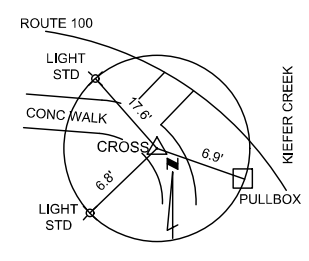 ROUTE 100
LIGHT
STD
17.6'
CONC WALK
CROSS
KIEFER CREEK
6.9'
6.8'
N
PULLBOX
LIGHT
STD